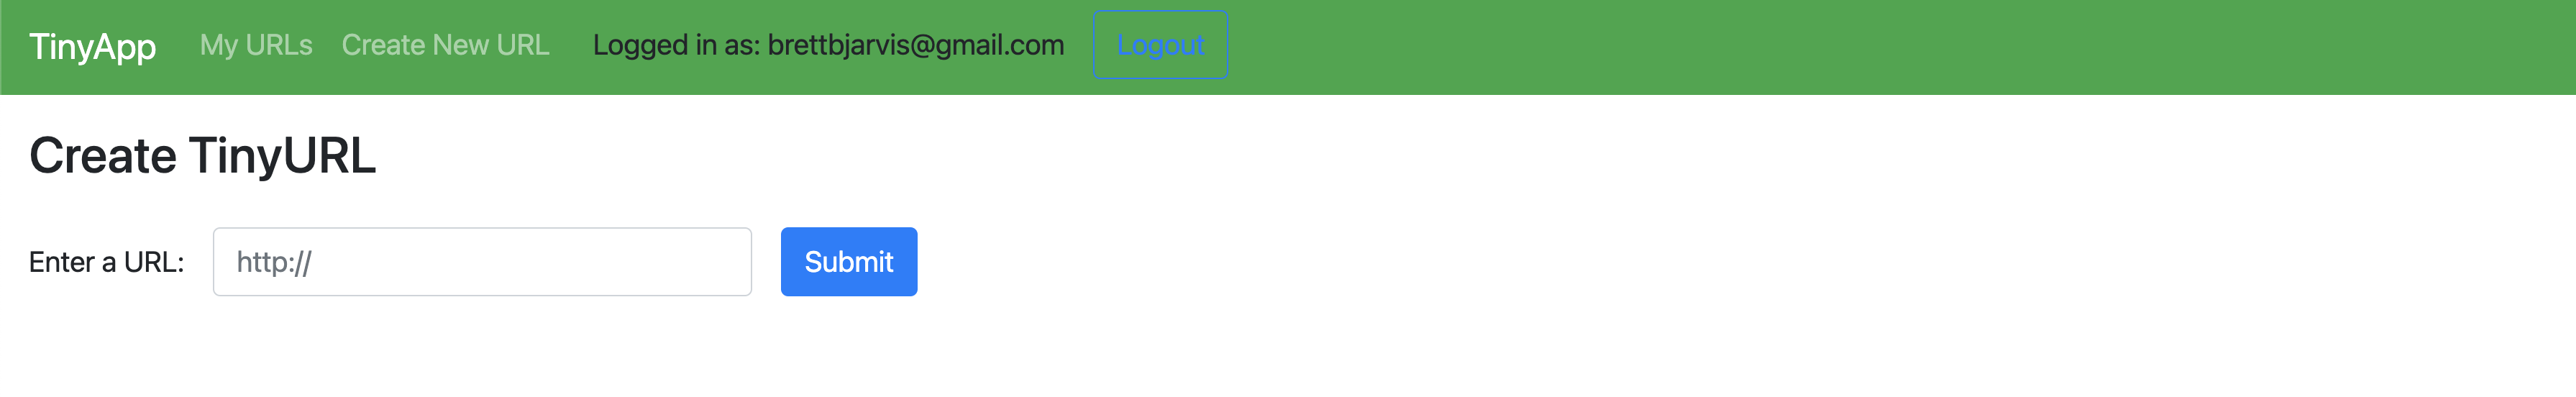 TinyApp My URLs Create New URL Logged in as: brettbjarvis@gmail.com Logout
Create TinyURL
Enter a URL: http:// Submit